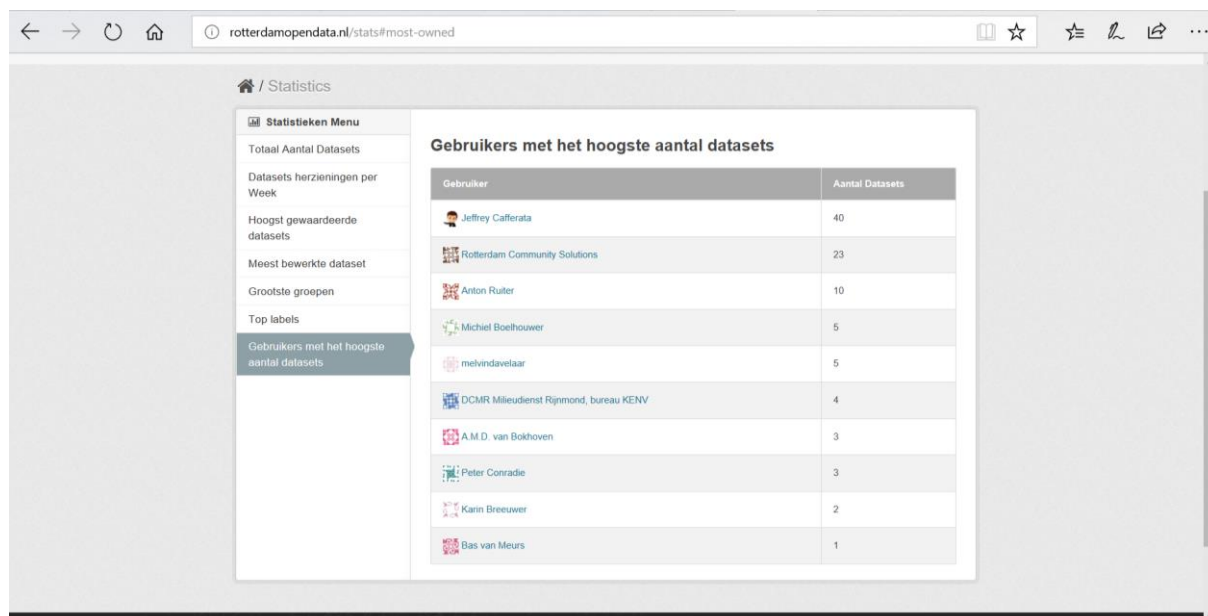 rotterdamopendata.nl/stats#most-owned
/ Statistics
Statistieken Menu
Totaal Aantal Datasets
Datasets herzieningen per
Week
Hoogst gewaardeerde
datasets
Meest bewerkte dataset
Grootste groepen
Top labels
Gebruikers met het hoogste
aantal datasets
Gebruikers met het hoogste aantal datasets
Gebruiker Aantal Datasets
Jeffrey Cafferata 40
Rotterdam Community Solutions 23
Anton Ruiter 10
Michiel Boelhouwer 5
melvindavelaar 5
DCMR Milieudienst Rijnmond, bureau KENV 4
A.M.D. van Bokhoven 3
Peter Conradie 3
Karin Breeuwer 2
Bas van Meurs 1